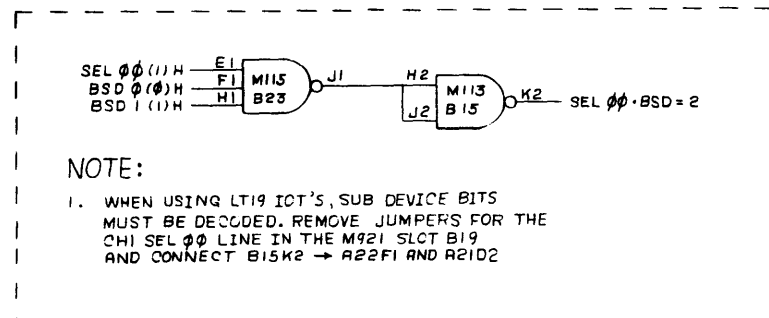 SEL ØØ (1) H
E1
BSD Ø (Ø) H
F1
BSD 1 (1) H
H1
M115
B23
J1
H2
J2
M113
B15
K2
SEL ØØ · BSD = 2
NOTE:
1. WHEN USING LT19 IOT'S, SUB DEVICE BITS
MUST BE DECODED. REMOVE JUMPERS FOR THE
CH1 SEL ØØ LINE IN THE M921 SLOT B19
AND CONNECT B15K2 → A22F1 AND A21D2